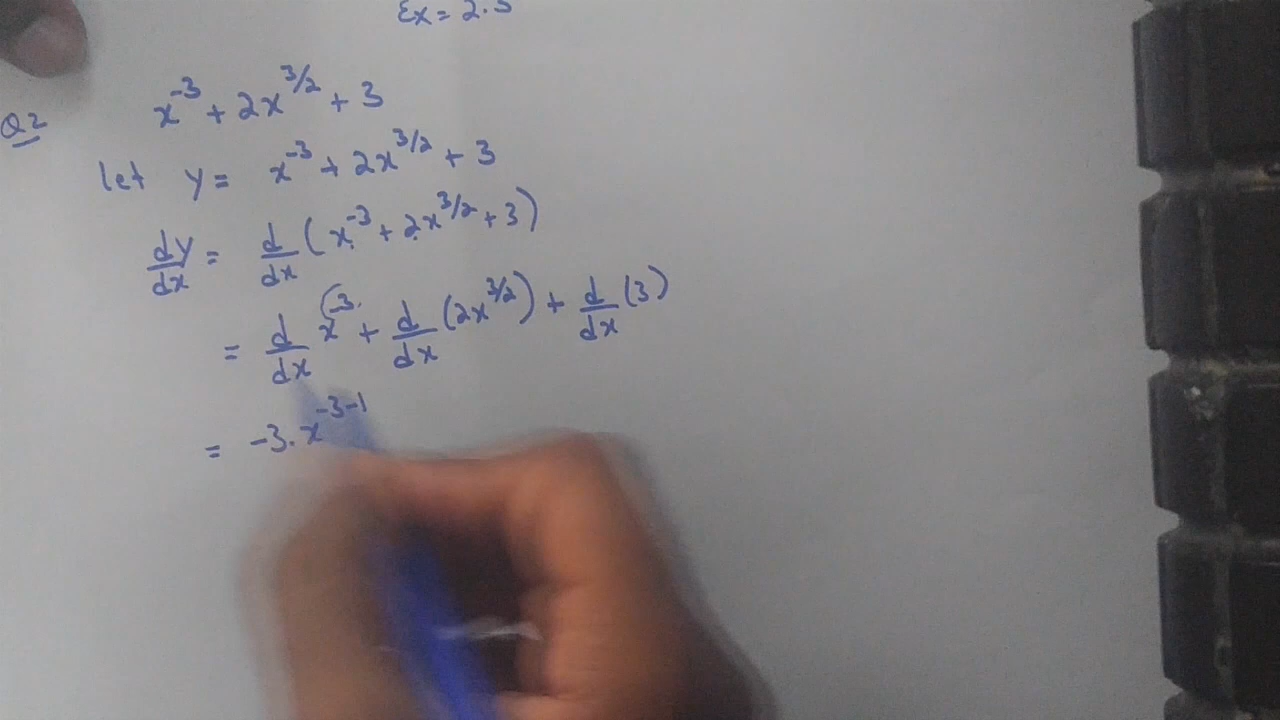 Ex = 2.3
Q2 x^-3 + 2x^3/2 + 3
let y = x^-3 + 2x^3/2 + 3
dy/dx = d/dx (x^-3 + 2x^3/2 + 3)
= d/dx x^(-3 + d/dx (2x^3/2) + d/dx (3)
= -3. x^-3-1